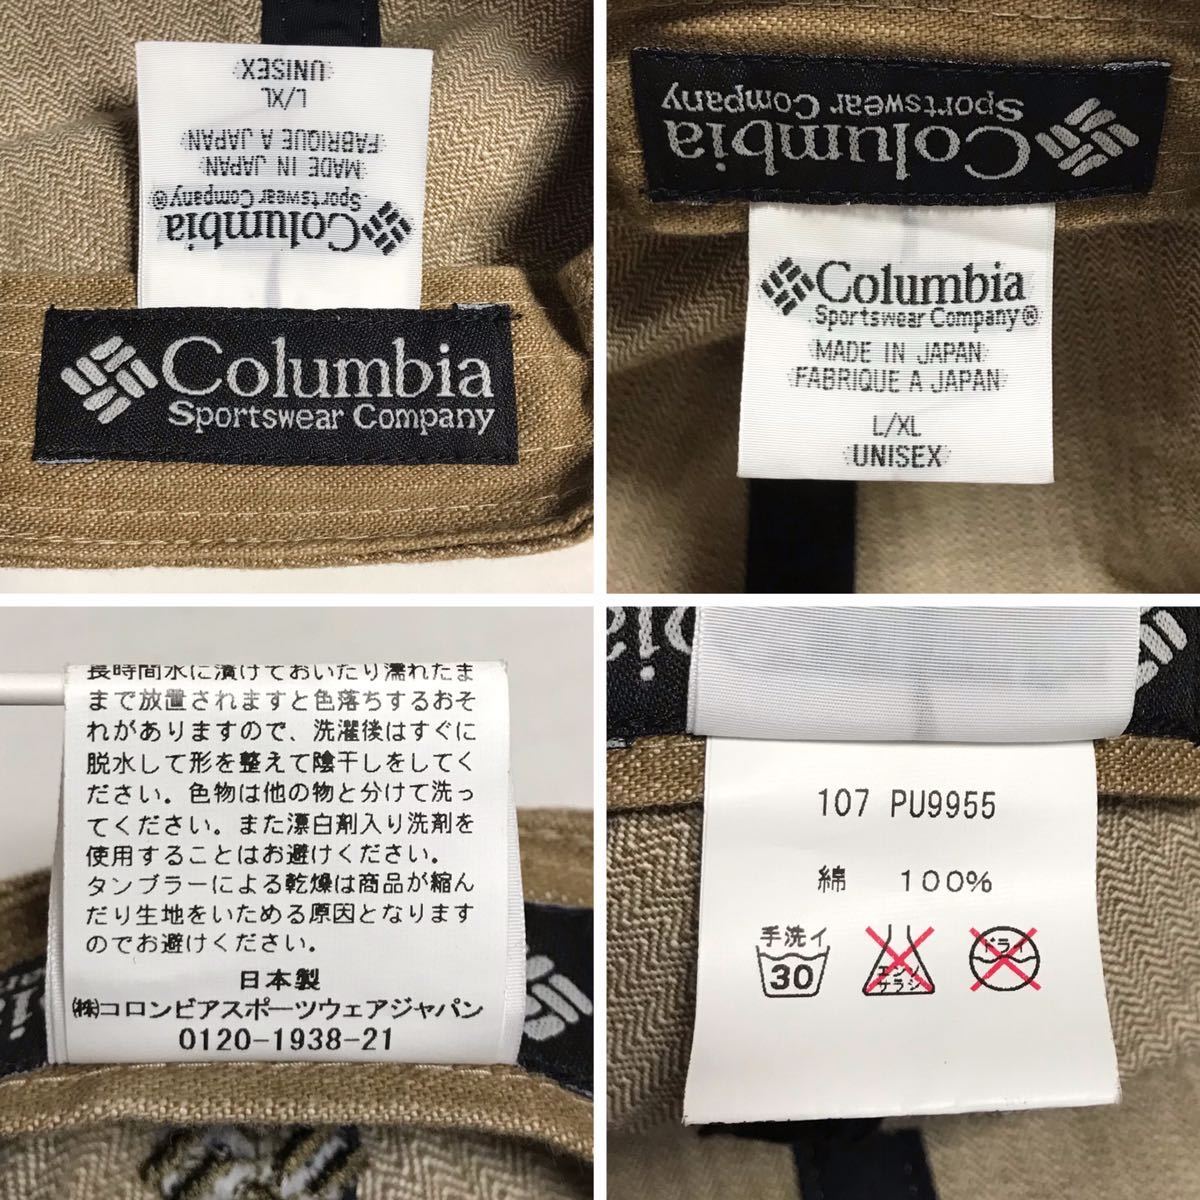 UNISEX
L/XL
FABRIQUE A JAPAN
MADE IN JAPAN
Sportswear Company®
Columbia
Columbia
Sportswear Company
Columbia
Sportswear Company
Columbia
Sportswear Company®
MADE IN JAPAN
FABRIQUE A JAPAN
L/XL
UNISEX
長時間水に漬けておいたり濡れたま
まで放置されますと色落ちするおそ
れがありますので、洗濯後はすぐに
脱水して形を整えて陰干しをしてく
ださい。色物は他の物と分けて洗っ
てください。また漂白剤入り洗剤を
使用することはお避けください。
タンブラーによる乾燥は商品が縮ん
だり生地をいためる原因となります
のでお避けください。
日本製
㈱コロンビアスポーツウェアジャパン
0120-1938-21
107 PU9955
綿 100%
手洗イ
30
エンソ
サラシ
ドライ